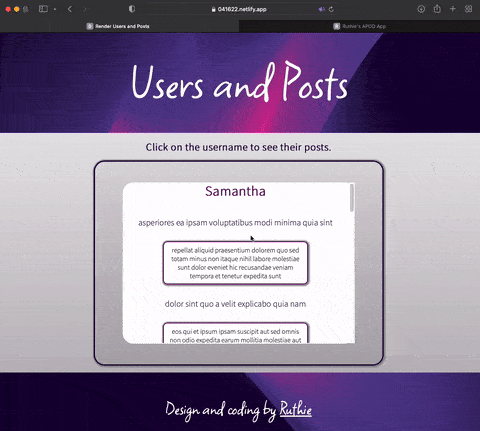 041622.netlify.app
Render Users and Posts
Ruthie's APOD App
Users and Posts
Click on the username to see their posts.
Samantha
asperiores ea ipsam voluptatibus modi minima quia sint
repellat aliquid praesentium dolorem quo sed
totam minus non itaque nihil labore molestiae
sunt dolor eveniet hic recusandae veniam
tempora et tenetur expedita sunt
dolor sint quo a velit explicabo quia nam
eos qui et ipsum ipsam suscipit aut sed omnis
non odio expedita earum mollitia molestiae aut
Design and coding by Ruthie